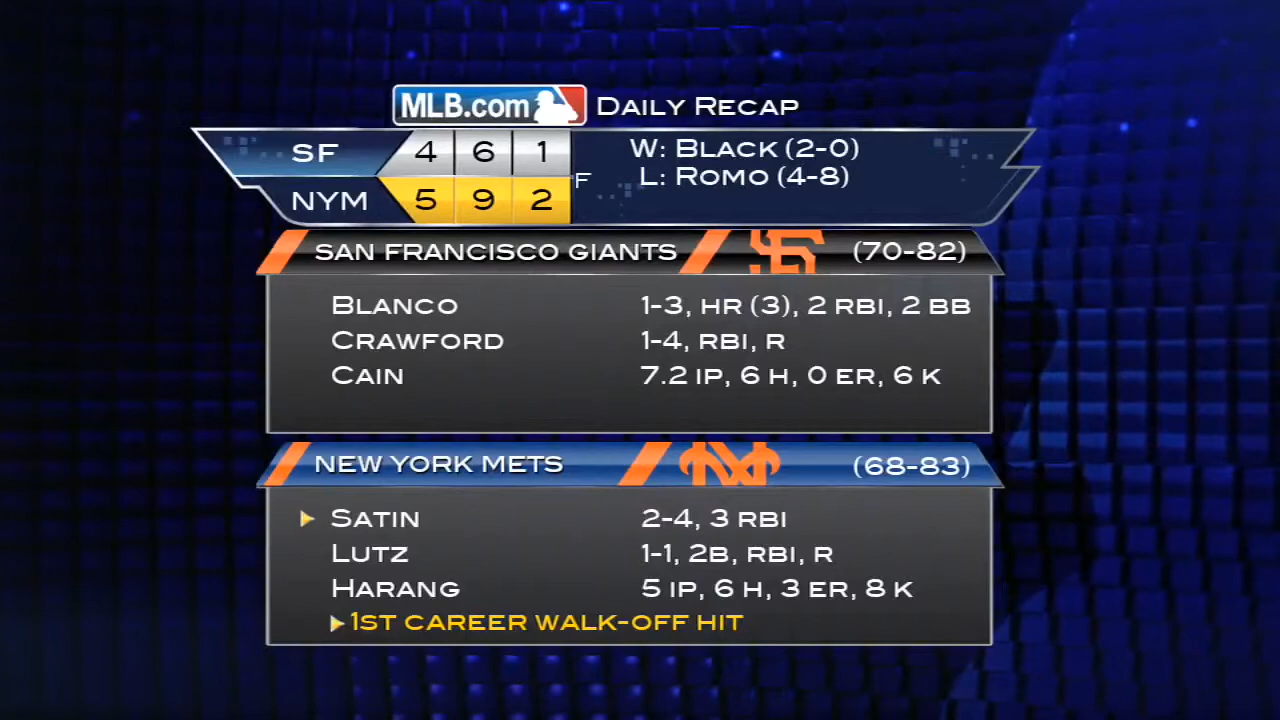 MLB.com DAILY RECAP
SF 4 6 1
NYM 5 9 2
F
W: BLACK (2-0)
L: ROMO (4-8)
SAN FRANCISCO GIANTS SF (70-82)
BLANCO 1-3, HR (3), 2 RBI, 2 BB
CRAWFORD 1-4, RBI, R
CAIN 7.2 IP, 6 H, 0 ER, 6 K
NEW YORK METS NY (68-83)
SATIN 2-4, 3 RBI
LUTZ 1-1, 2B, RBI, R
HARANG 5 IP, 6 H, 3 ER, 8 K
1ST CAREER WALK-OFF HIT